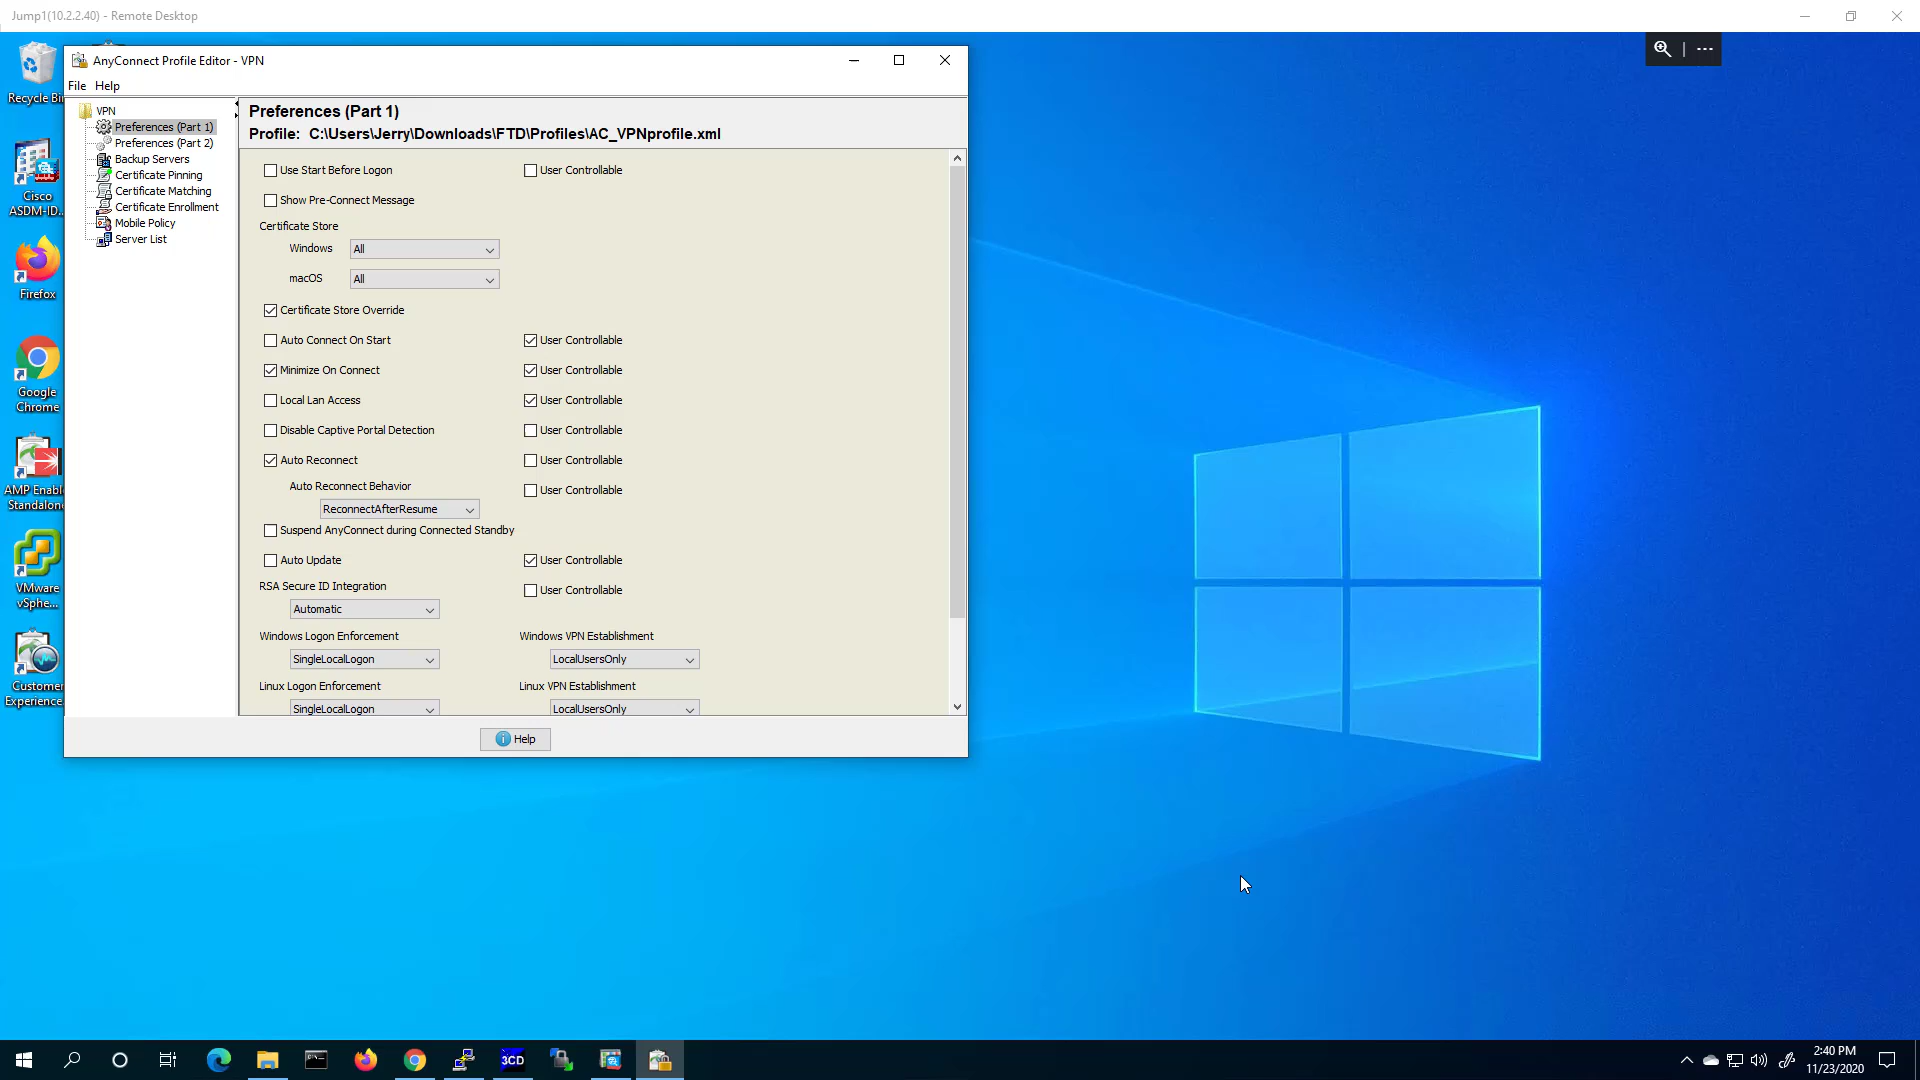 Jump1(10.2.2.40) - Remote Desktop
Recycle Bin
AnyConnect Profile Editor - VPN
File Help
VPN
Preferences (Part 1)
Preferences (Part 2)
Backup Servers
Certificate Pinning
Certificate Matching
Certificate Enrollment
Mobile Policy
Server List
Preferences (Part 1)
Profile: C:\Users\Jerry\Downloads\FTD\Profiles\AC_VPNprofile.xml
Use Start Before Logon User Controllable
Show Pre-Connect Message
Certificate Store
Windows All
macOS All
Certificate Store Override
Auto Connect On Start User Controllable
Minimize On Connect User Controllable
Local Lan Access User Controllable
Disable Captive Portal Detection User Controllable
Auto Reconnect User Controllable
Auto Reconnect Behavior User Controllable
ReconnectAfterResume
Suspend AnyConnect during Connected Standby
Auto Update User Controllable
RSA Secure ID Integration User Controllable
Automatic
Windows Logon Enforcement Windows VPN Establishment
SingleLocalLogon LocalUsersOnly
Linux Logon Enforcement Linux VPN Establishment
SingleLocalLogon LocalUsersOnly
Help
Cisco
ASDM-ID...
Firefox
Google
Chrome
AMP Enabl
Standalone
VMware
vSphe...
Customer
Experience
3CD
2:40 PM
11/23/2020